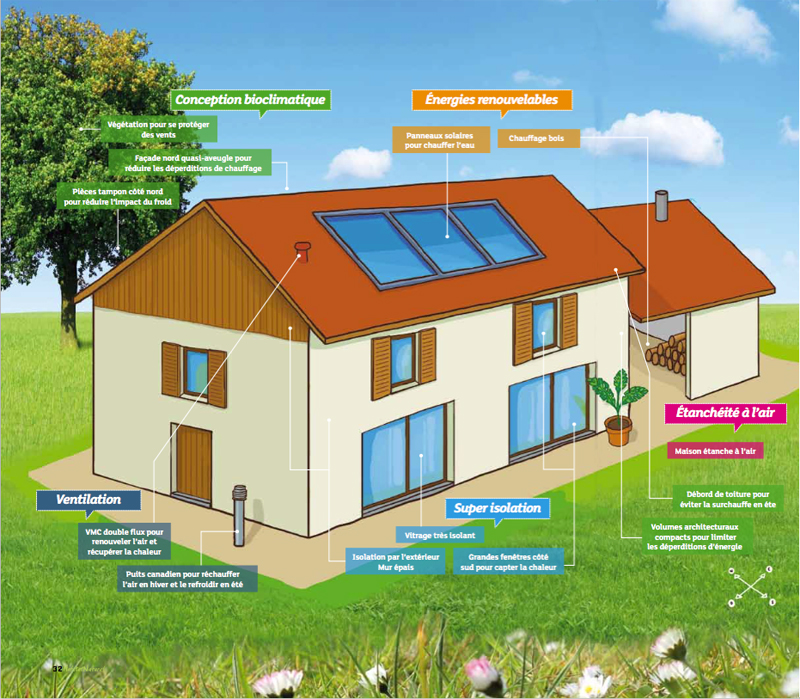 Conception bioclimatique
Énergies renouvelables
Végétation pour se protéger
des vents
Façade nord quasi-aveugle pour
réduire les déperditions de chauffage
Pièces tampon côté nord
pour réduire l'impact du froid
Panneaux solaires
pour chauffer l'eau
Chauffage bois
Étanchéité à l'air
Maison étanche à l'air
Débord de toiture pour
éviter la surchauffe en éte
Volumes architecturaux
compacts pour limiter
les déperditions d'énergie
Ventilation
VMC double flux pour
renouveler l'air et
récupérer la chaleur
Puits canadien pour réchauffer
l'air en hiver et le refroidir en été
Super isolation
Vitrage très isolant
Isolation par l'extérieur
Mur épais
Grandes fenêtres côté
sud pour capter la chaleur
32